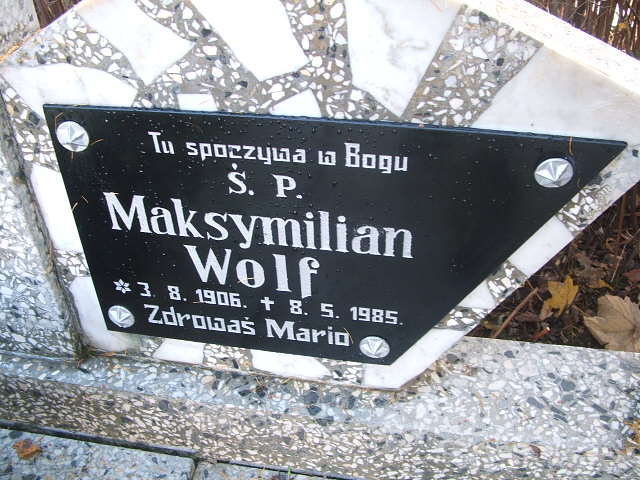 Tu spoczywa w Bogu
Ś. P.
Maksymilian
Wolf
* 3. 8. 1906. + 8. 5. 1985.
Zdrowaś Mario